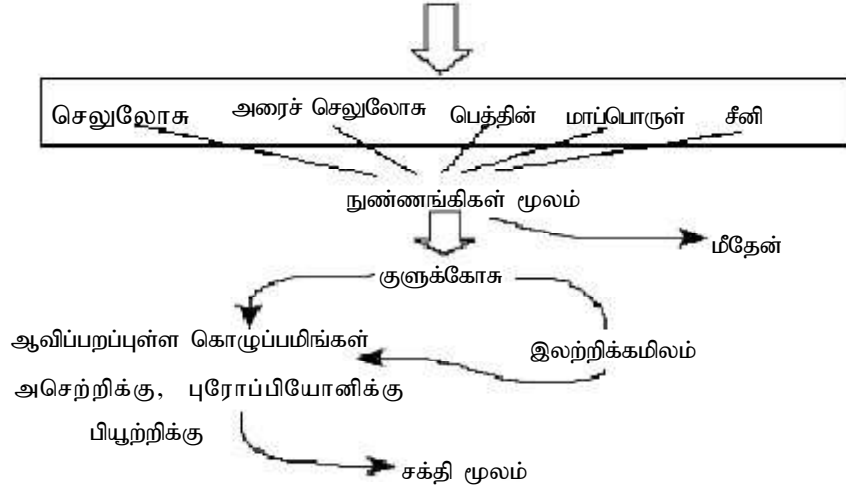 செலுலோசு அரைச் செலுலோசு பெத்தின் மாப்பொருள் சீனி
நுண்ணங்கிகள் மூலம்
மீதேன்
குளுக்கோசு
ஆவிப்பறப்புள்ள கொழுப்பமிங்கள்
இலற்றிக்கமிலம்
அசெற்றிக்கு, புரோப்பியோனிக்கு
பியூற்றிக்கு
சக்தி மூலம்